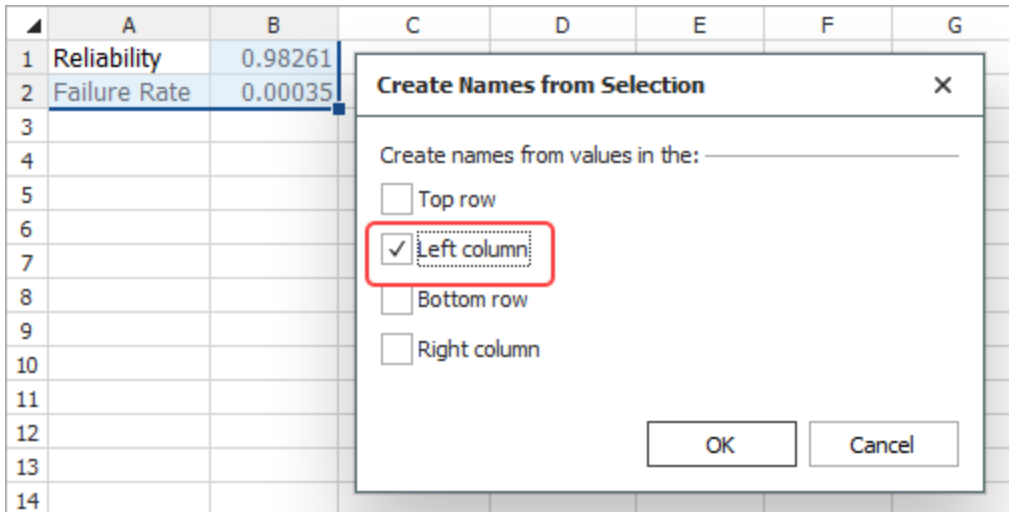 A B C D E F G
1 Reliability 0.98261
2 Failure Rate 0.00035
Create Names from Selection
3
Create names from values in the:
4
5 Top row
6
7 Left column
8 Bottom row
9
10 Right column
11
12
OK Cancel
13
14